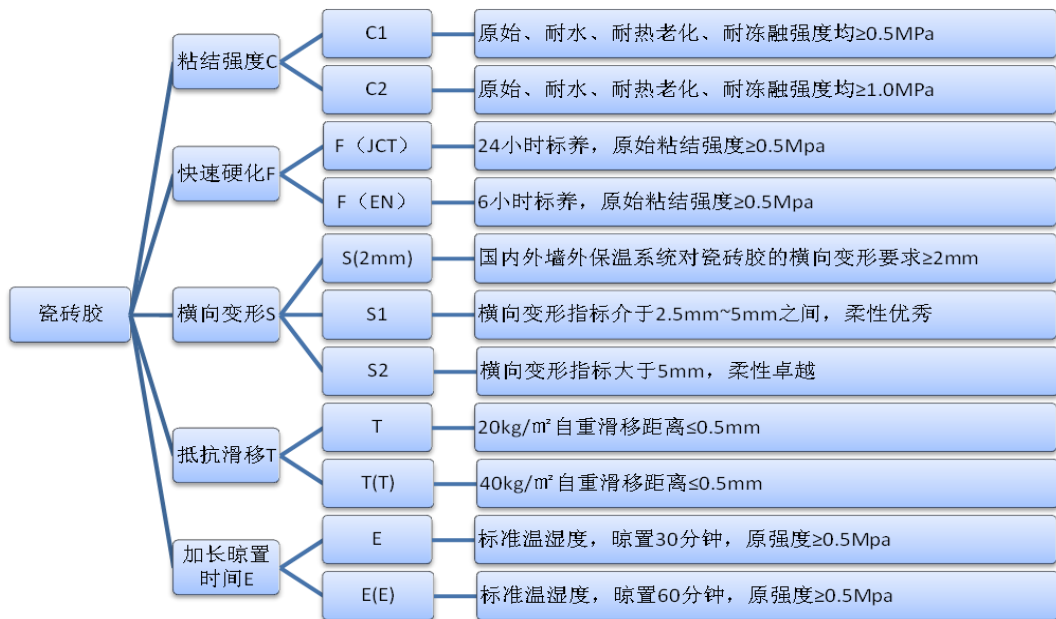 瓷砖胶
粘结强度C
C1
原始、耐水、耐热老化、耐冻融强度均≥0.5MPa
C2
原始、耐水、耐热老化、耐冻融强度均≥1.0MPa
快速硬化F
F（JCT）
24小时标养，原始粘结强度≥0.5Mpa
F（EN）
6小时标养，原始粘结强度≥0.5Mpa
横向变形S
S(2mm)
国内外墙外保温系统对瓷砖胶的横向变形要求≥2mm
S1
横向变形指标介于2.5mm~5mm之间，柔性优秀
S2
横向变形指标大于5mm，柔性卓越
抵抗滑移T
T
20kg/㎡自重滑移距离≤0.5mm
T(T)
40kg/㎡自重滑移距离≤0.5mm
加长晾置
时间E
E
标准温湿度，晾置30分钟，原强度≥0.5Mpa
E(E)
标准温湿度，晾置60分钟，原强度≥0.5Mpa